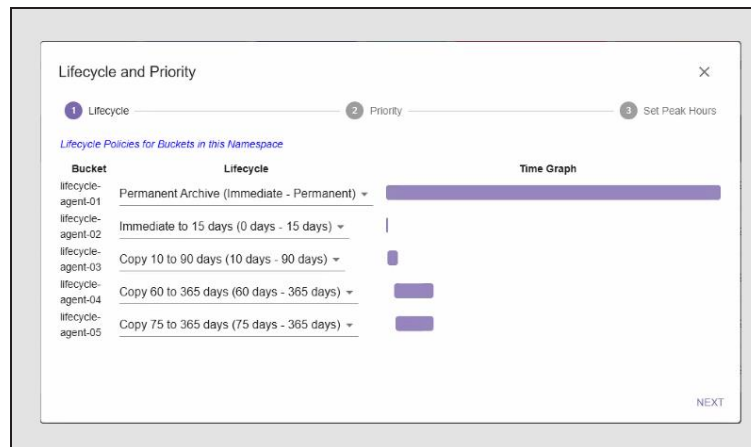 Lifecycle and Priority
1 Lifecycle 2 Priority 3 Set Peak Hours
Lifecycle Policies for Buckets in this Namespace
Bucket Lifecycle Time Graph
lifecycle-
agent-01
Permanent Archive (Immediate - Permanent)
lifecycle-
agent-02
Immediate to 15 days (0 days - 15 days)
lifecycle-
agent-03
Copy 10 to 90 days (10 days - 90 days)
lifecycle-
agent-04
Copy 60 to 365 days (60 days - 365 days)
lifecycle-
agent-05
Copy 75 to 365 days (75 days - 365 days)
NEXT